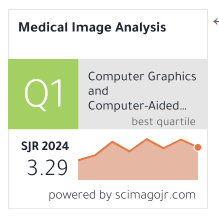 Medical Image Analysis
Q1
Computer Graphics
and
Computer-Aided...
best quartile
SJR 2024
3.29
powered by scimagojr.com